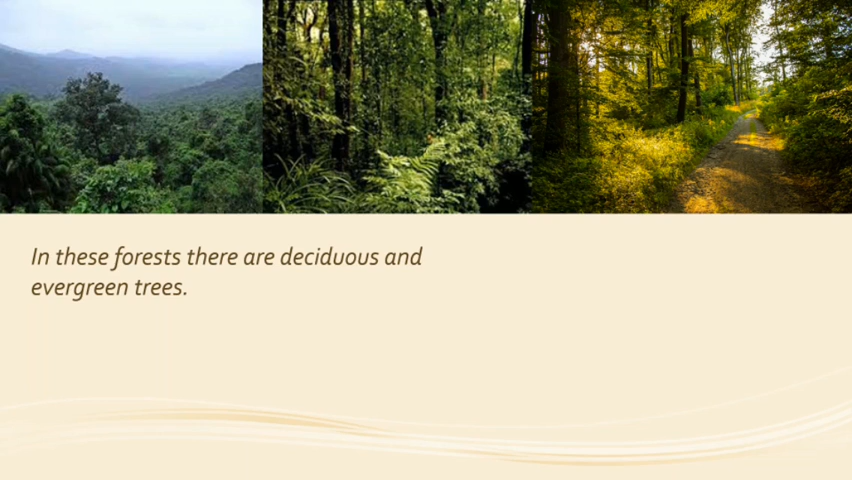 In these forests there are deciduous and
evergreen trees.